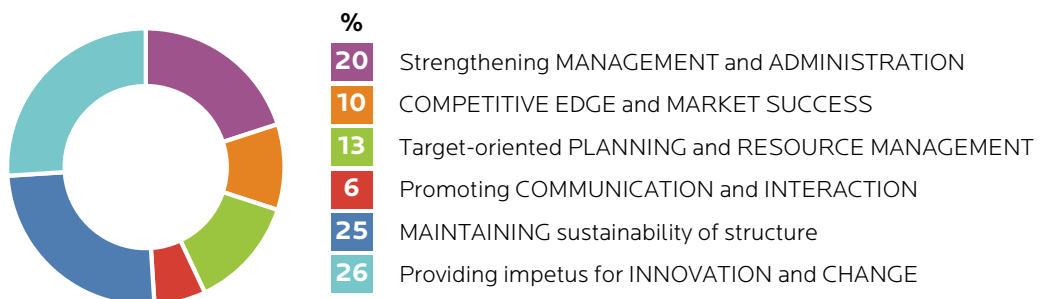 %
20 Strengthening MANAGEMENT and ADMINISTRATION
10 COMPETITIVE EDGE and MARKET SUCCESS
13 Target-oriented PLANNING and RESOURCE MANAGEMENT
6 Promoting COMMUNICATION and INTERACTION
25 MAINTAINING sustainability of structure
26 Providing impetus for INNOVATION and CHANGE